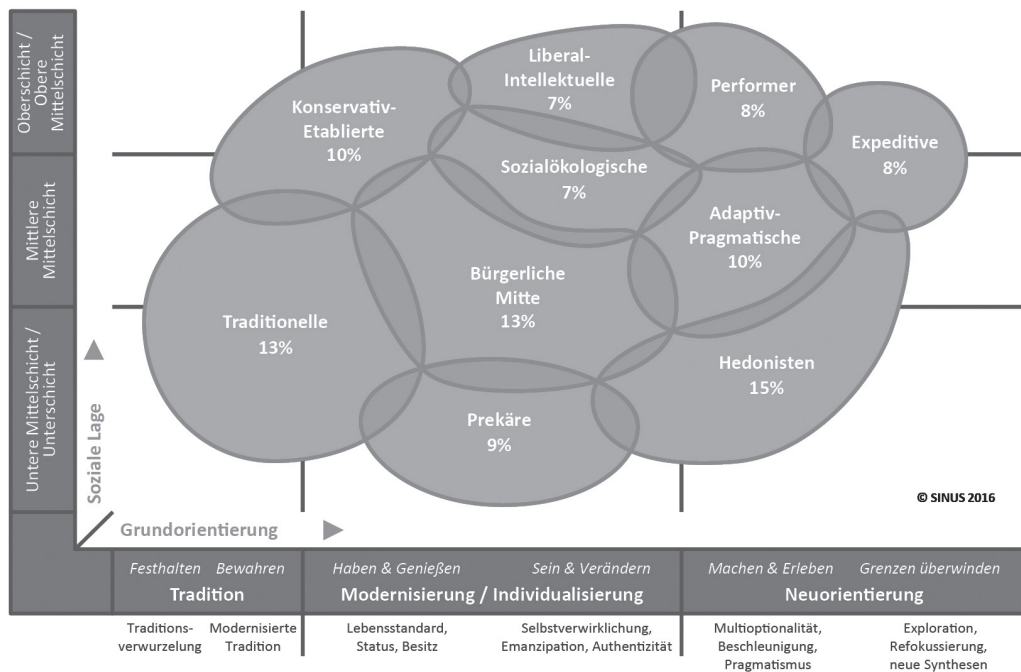 Oberschicht /
Obere
Mittelschicht
Mittlere
Mittelschicht
Untere Mittelschicht /
Unterschicht
Soziale Lage
Konservativ-
Etablierte
10%
Liberal-
Intellektuelle
7%
Performer
8%
Expeditive
8%
Sozialökologische
7%
Adaptiv-
Pragmatische
10%
Bürgerliche
Mitte
13%
Traditionelle
13%
Hedonisten
15%
Prekäre
9%
© SINUS 2016
Grundorientierung
Festhalten Bewahren
Tradition
Haben & Genießen Sein & Verändern
Modernisierung / Individualisierung
Machen & Erleben Grenzen überwinden
Neuorientierung
Traditions-
verwurzelung
Modernisierte
Tradition
Lebensstandard,
Status, Besitz
Selbstverwirklichung,
Emanzipation, Authentizität
Multioptionalität,
Beschleunigung,
Pragmatismus
Exploration,
Refokussierung,
neue Synthesen